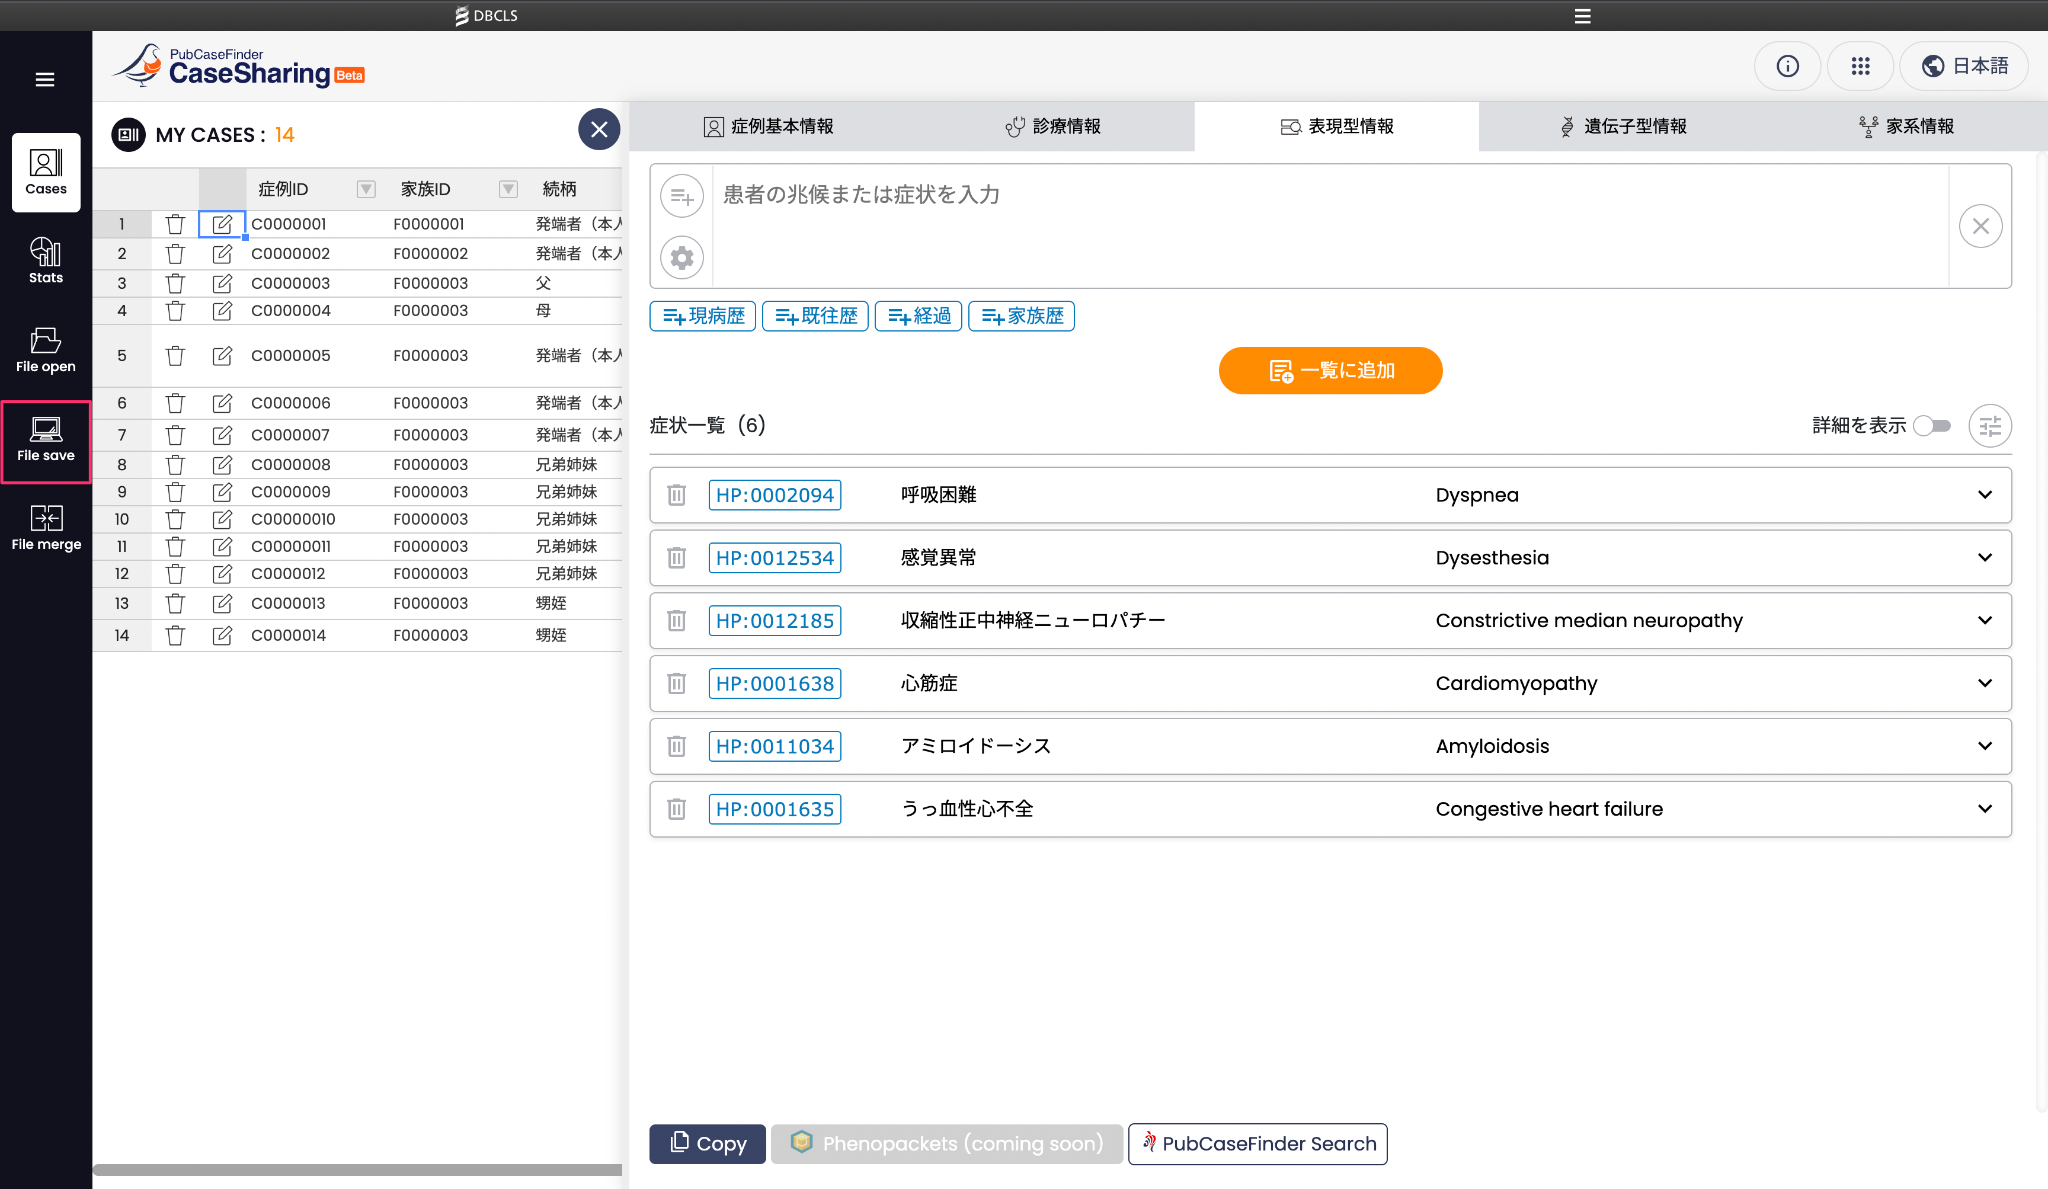 DBCLS
PubCaseFinder
CaseSharing Beta
日本語
Cases
Stats
File open
File save
File merge
MY CASES : 14
症例ID 家族ID 続柄
1 C0000001 F0000001 発端者（本人
2 C0000002 F0000002 発端者（本人
3 C0000003 F0000003 父
4 C0000004 F0000003 母
5 C0000005 F0000003 発端者（本人
6 C0000006 F0000003 発端者（本人
7 C0000007 F0000003 発端者（本人
8 C0000008 F0000003 兄弟姉妹
9 C0000009 F0000003 兄弟姉妹
10 C00000010 F0000003 兄弟姉妹
11 C00000011 F0000003 兄弟姉妹
12 C0000012 F0000003 兄弟姉妹
13 C0000013 F0000003 甥姪
14 C0000014 F0000003 甥姪
症例基本情報 診療情報 表現型情報 遺伝子型情報 家系情報
患者の兆候または症状を入力
現病歴 既往歴 経過 家族歴
一覧に追加
症状一覧 (6) 詳細を表示
HP:0002094 呼吸困難 Dyspnea
HP:0012534 感覚異常 Dysesthesia
HP:0012185 収縮性正中神経ニューロパチー Constrictive median neuropathy
HP:0001638 心筋症 Cardiomyopathy
HP:0011034 アミロイドーシス Amyloidosis
HP:0001635 うっ血性心不全 Congestive heart failure
Copy Phenopackets (coming soon) PubCaseFinder Search